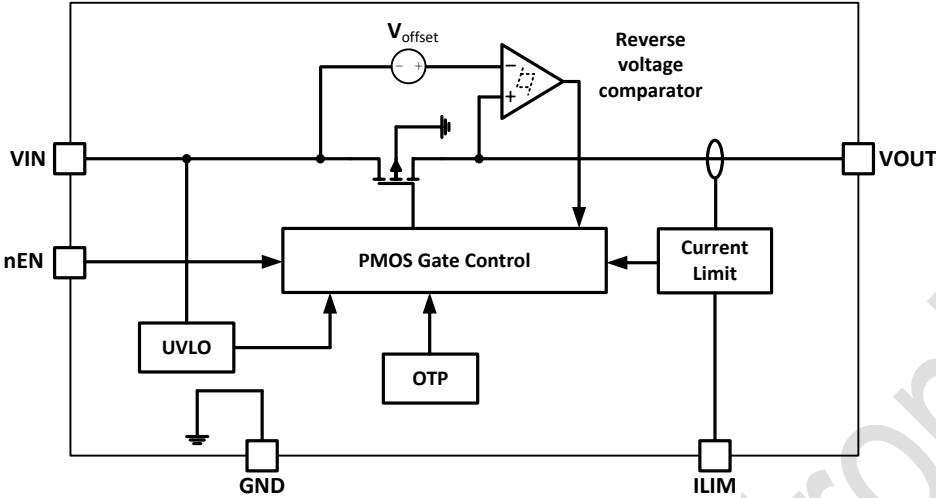 Voffset
Reverse
voltage
comparator
− +
−
+
VIN
VOUT
nEN
PMOS Gate Control
Current
Limit
UVLO
OTP
GND
ILIM